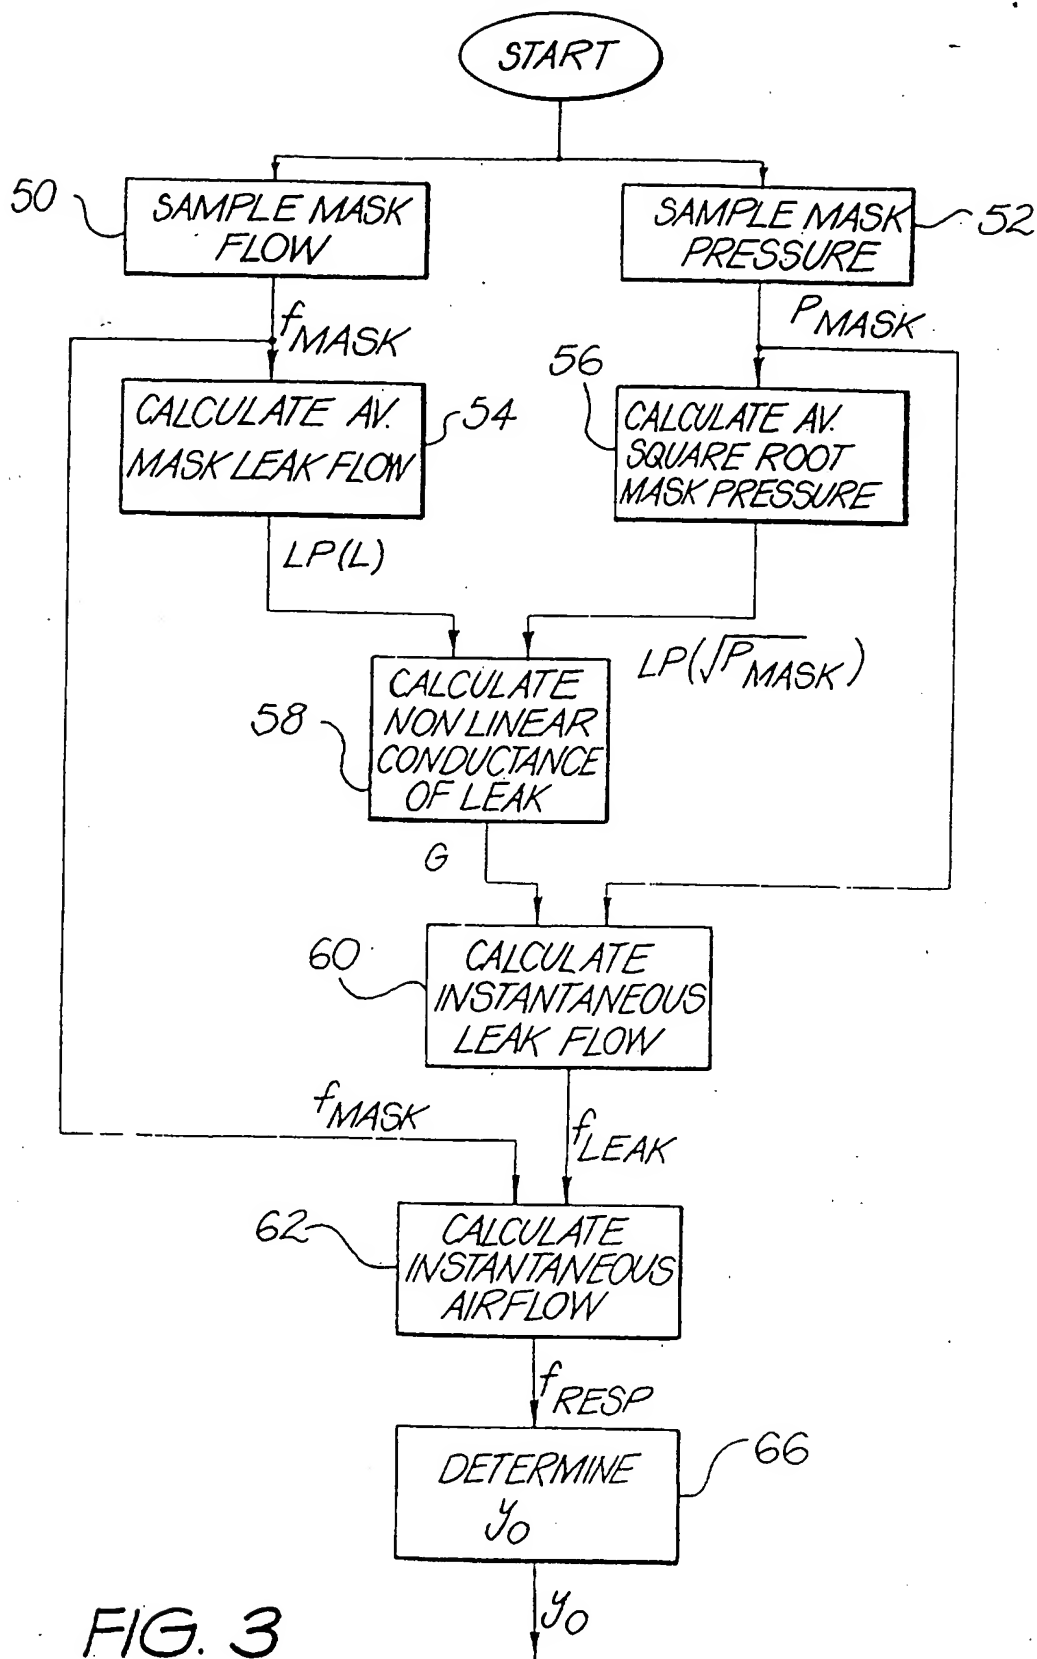 START
50
SAMPLE MASK
FLOW
SAMPLE MASK
PRESSURE
52
fMASK
PMASK
56
CALCULATE AV.
MASK LEAK FLOW
54
CALCULATE AV.
SQUARE ROOT
MASK PRESSURE
LP(L)
LP(√PMASK)
58
CALCULATE
NON LINEAR
CONDUCTANCE
OF LEAK
G
60
CALCULATE
INSTANTANEOUS
LEAK FLOW
fMASK
fLEAK
62
CALCULATE
INSTANTANEOUS
AIRFLOW
fRESP
DETERMINE
yO
66
yO
FIG. 3